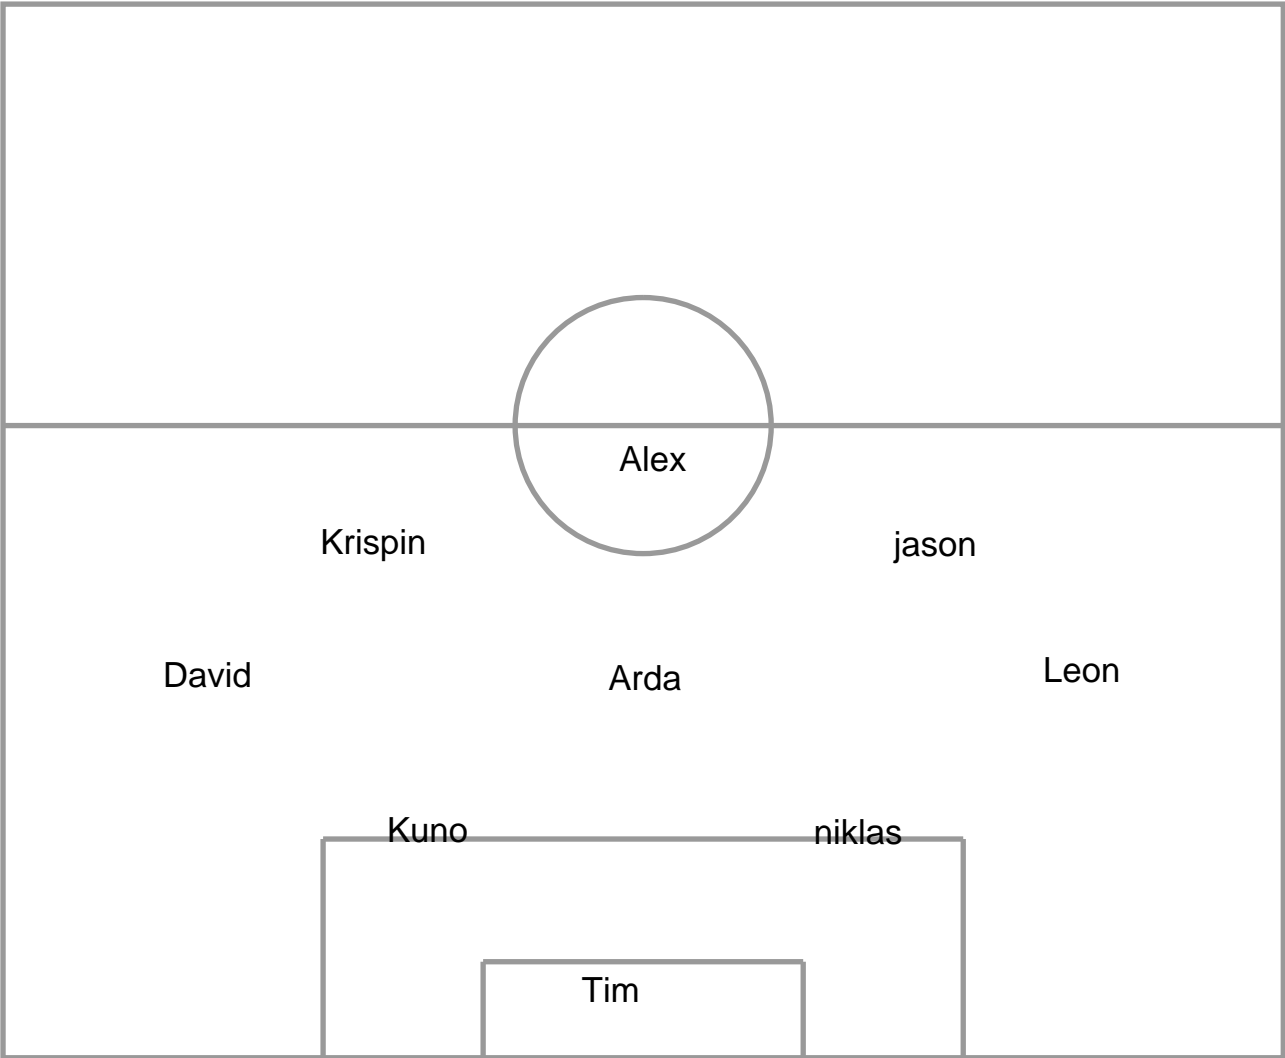 Alex
Krispin
jason
David
Arda
Leon
Kuno
niklas
Tim